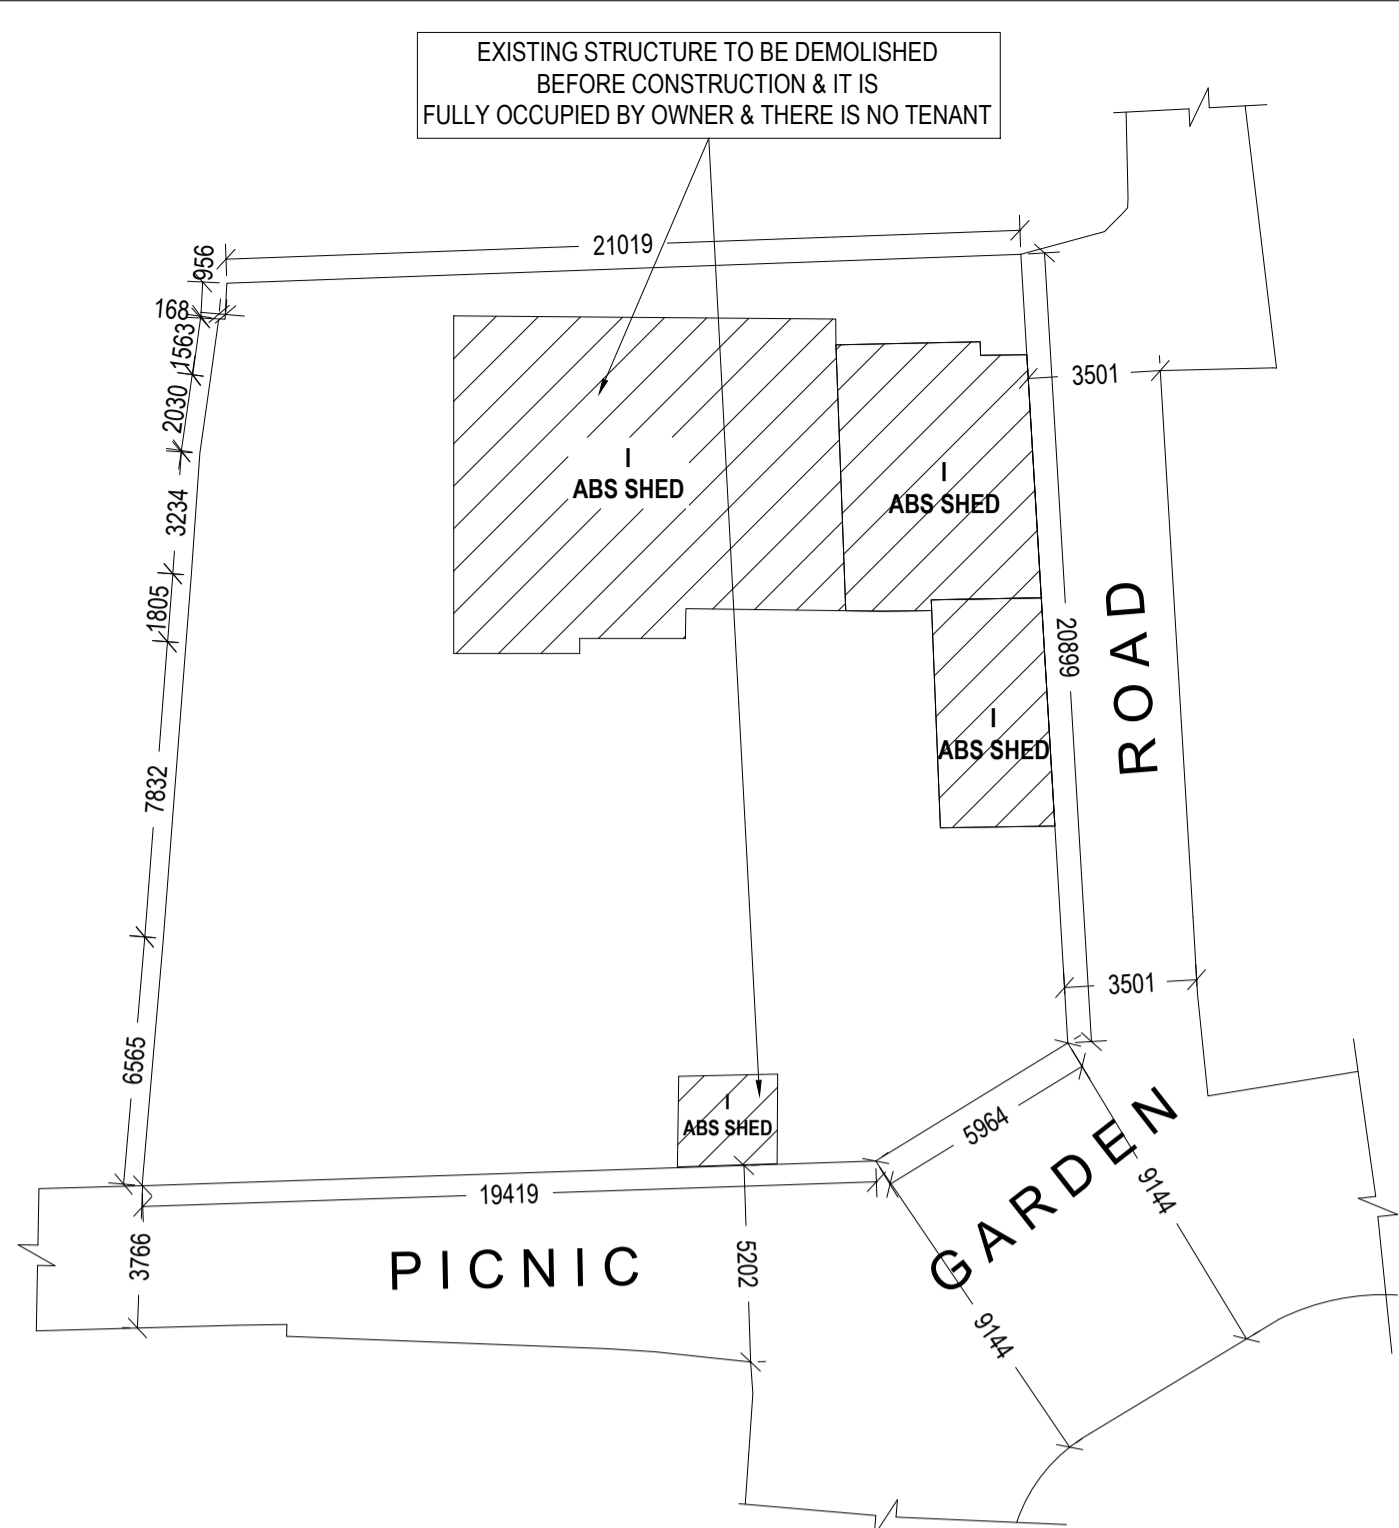 EXISTING STRUCTURE TO BE DEMOLISHED
BEFORE CONSTRUCTION & IT IS
FULLY OCCUPIED BY OWNER & THERE IS NO TENANT
21019
956
168
1563
2030
3234
1805
7832
6565
3766
3501
I
ABS SHED
I
ABS SHED
I
ABS SHED
20899
ROAD
3501
I
ABS SHED
5964
19419
5202
9144
9144
PICNIC
GARDEN